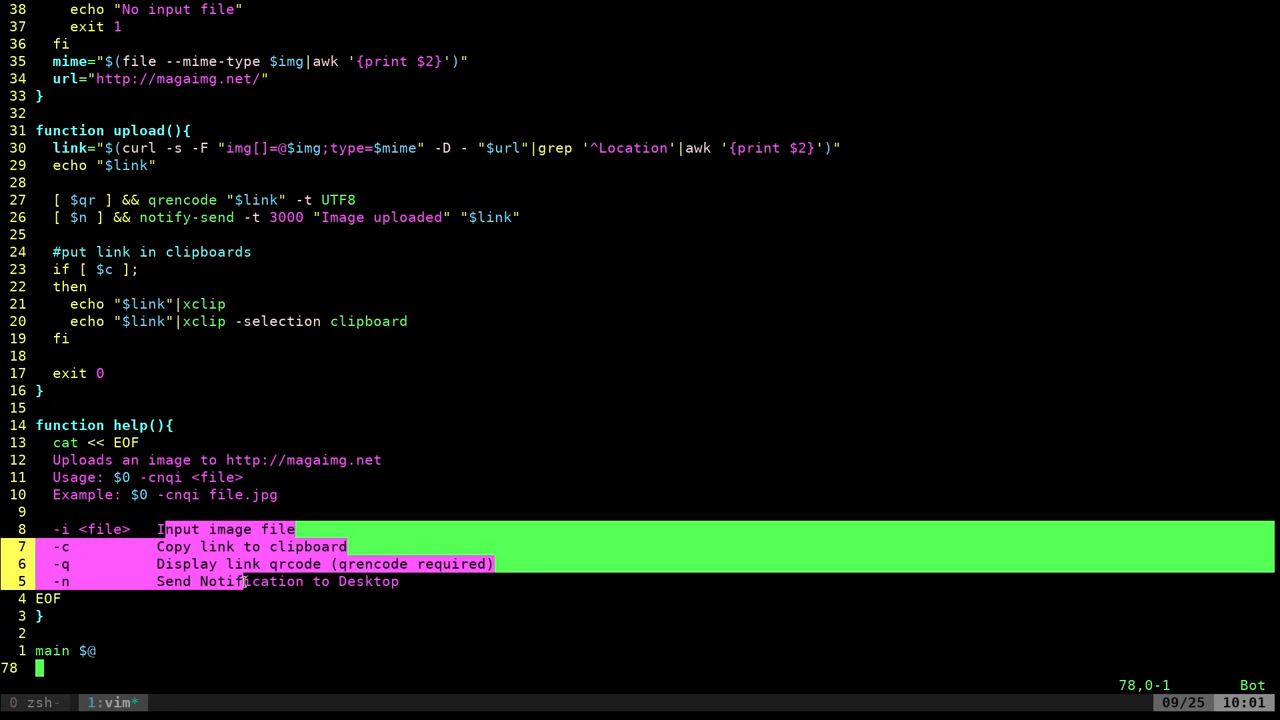 38     echo "No input file"
37     exit 1
36   fi
35   mime="$(file --mime-type $img|awk '{print $2}')"
34   url="http://magaimg.net/"
33 }
32
31 function upload(){
30   link="$(curl -s -F "img[]=@$img;type=$mime" -D - "$url"|grep '^Location'|awk '{print $2}')"
29   echo "$link"
28
27   [ $qr ] && qrencode "$link" -t UTF8
26   [ $n ] && notify-send -t 3000 "Image uploaded" "$link"
25
24   #put link in clipboards
23   if [ $c ];
22   then
21     echo "$link"|xclip
20     echo "$link"|xclip -selection clipboard
19   fi
18
17   exit 0
16 }
15
14 function help(){
13   cat << EOF
12   Uploads an image to http://magaimg.net
11   Usage: $0 -cnqi <file>
10   Example: $0 -cnqi file.jpg
9
8   -i <file>   Input image file
7   -c          Copy link to clipboard
6   -q          Display link qrcode (qrencode required)
5   -n          Send Notification to Desktop
4 EOF
3 }
2
1 main $@
78
78,0-1 Bot
0 zsh- 1:vim* 09/25 10:01